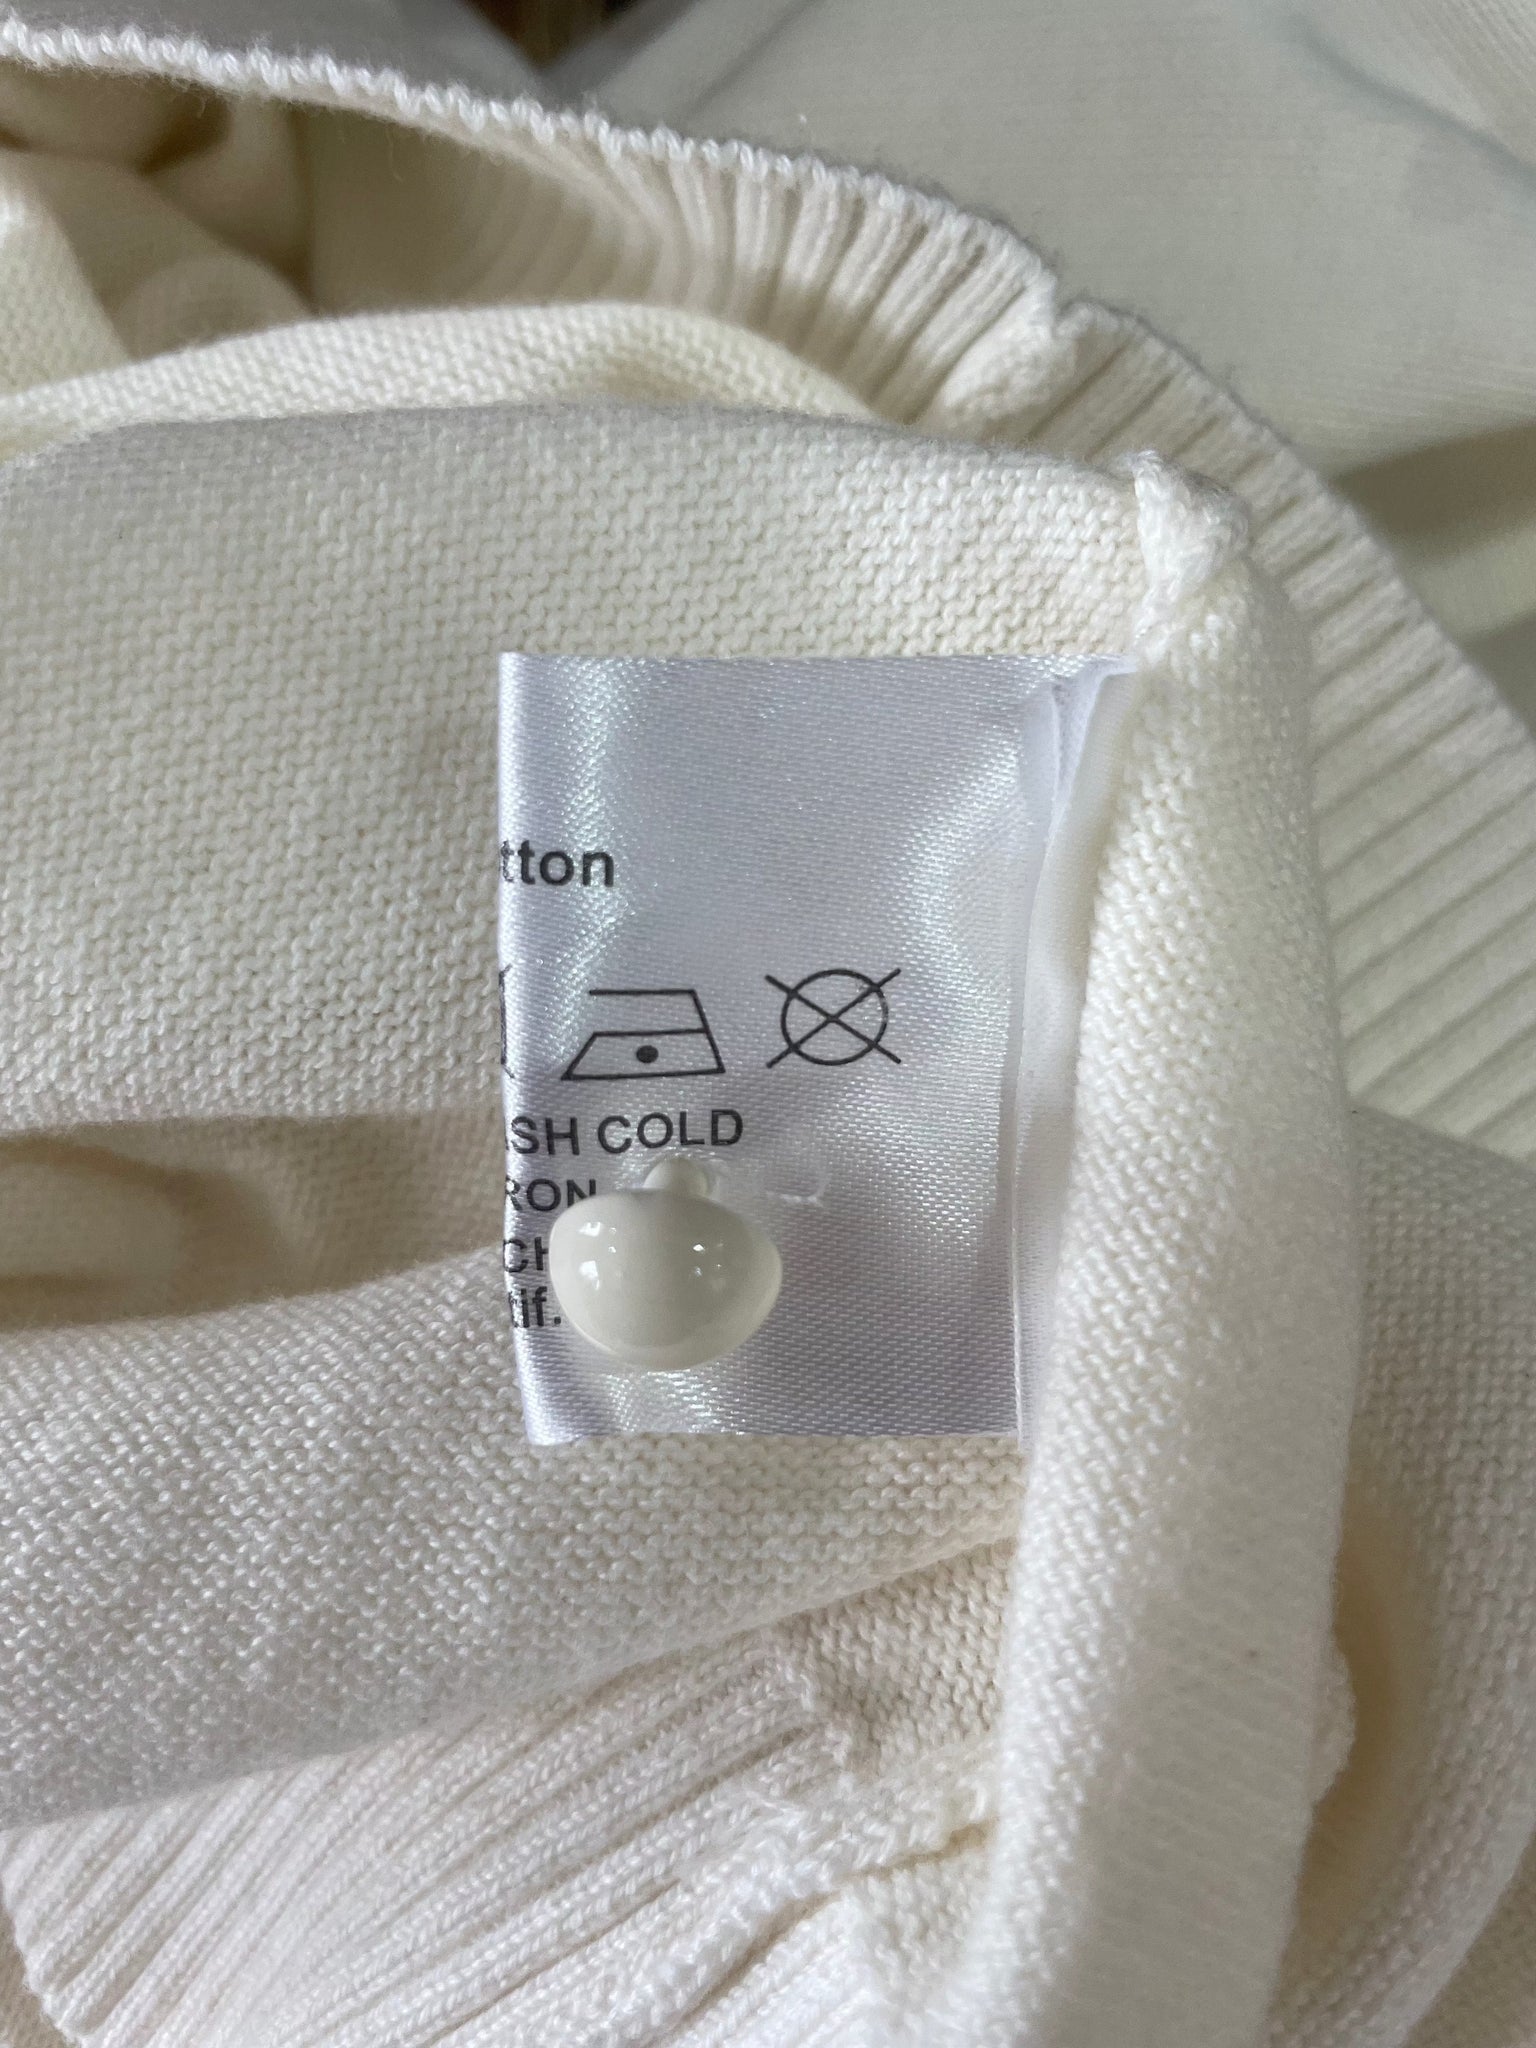 tton
SH COLD
RON
CH
tif.